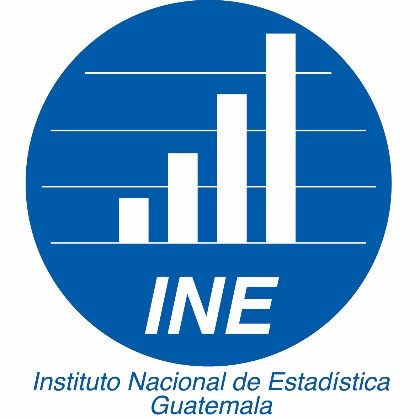 INE
Instituto Nacional de Estadística
Guatemala